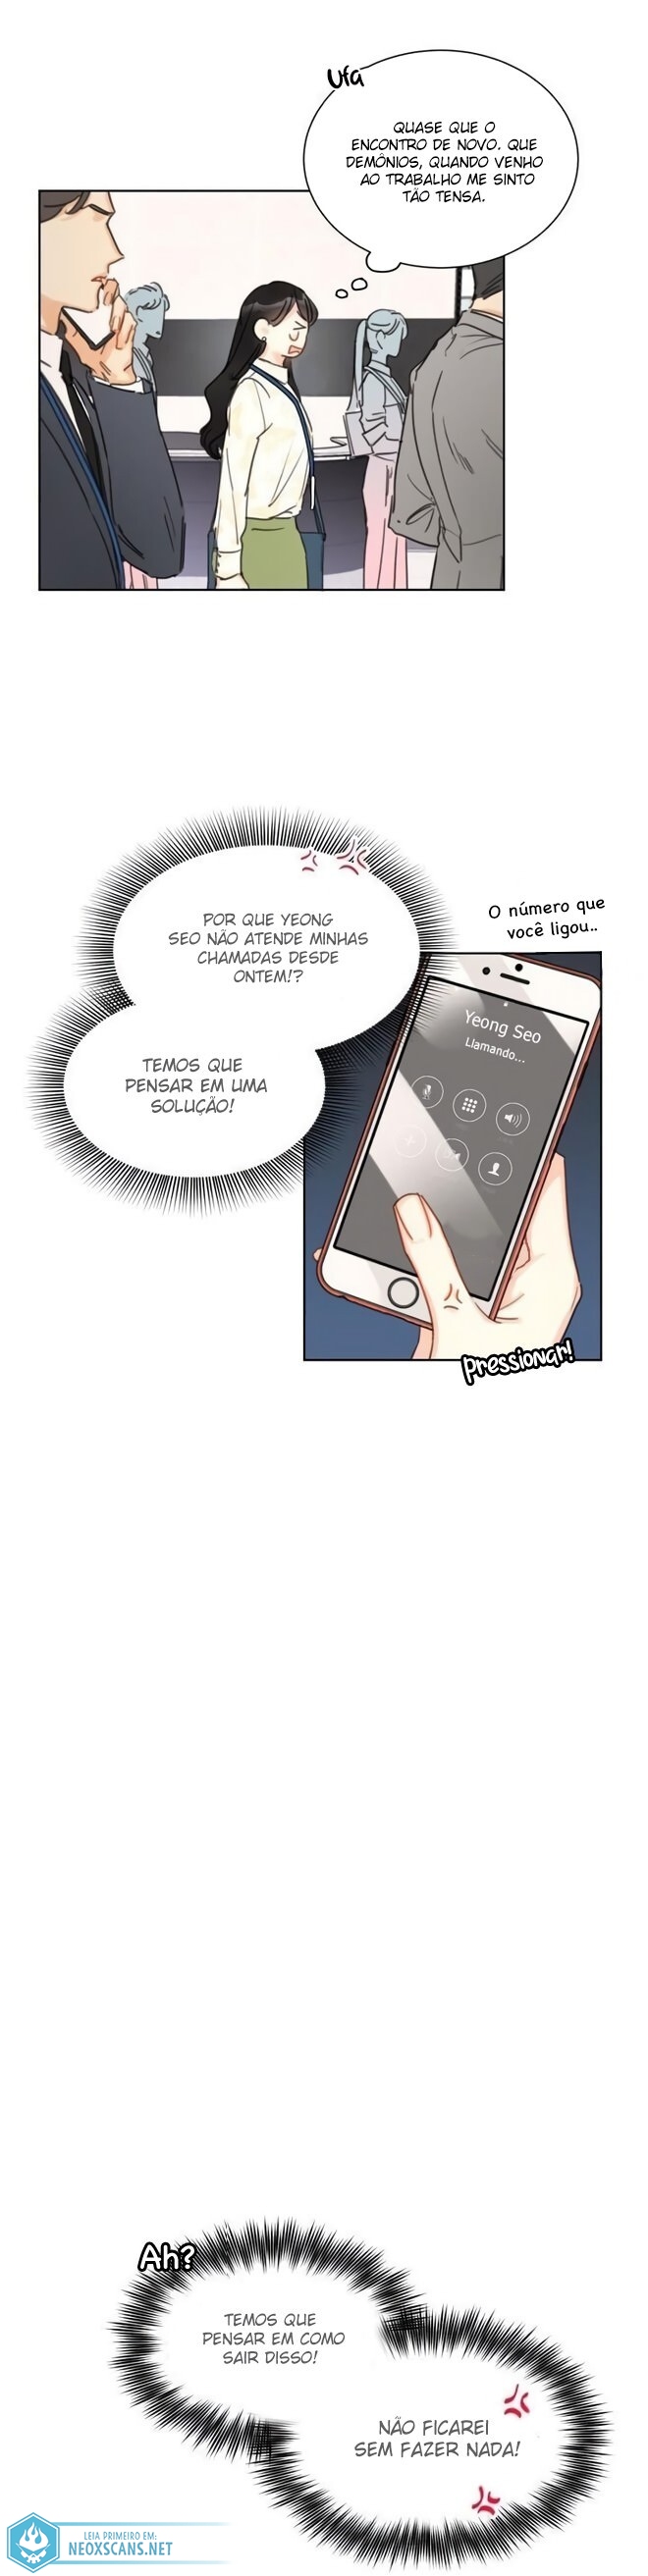 Ufa
QUASE QUE O
ENCONTRO DE NOVO. QUE
DEMÔNIOS, QUANDO VENHO
AO TRABALHO ME SINTO
TÃO TENSA.
POR QUE YEONG
SEO NÃO ATENDE MINHAS
CHAMADAS DESDE
ONTEM!?
O número que
você ligou..
Yeong Seo
Llamando...
TEMOS QUE
PENSAR EM UMA
SOLUÇÃO!
Pressionar!
Ah?
TEMOS QUE
PENSAR EM COMO
SAIR DISSO!
NÃO FICAREI
SEM FAZER NADA!
LEIA PRIMEIRO EM:
NEOXSCANS.NET